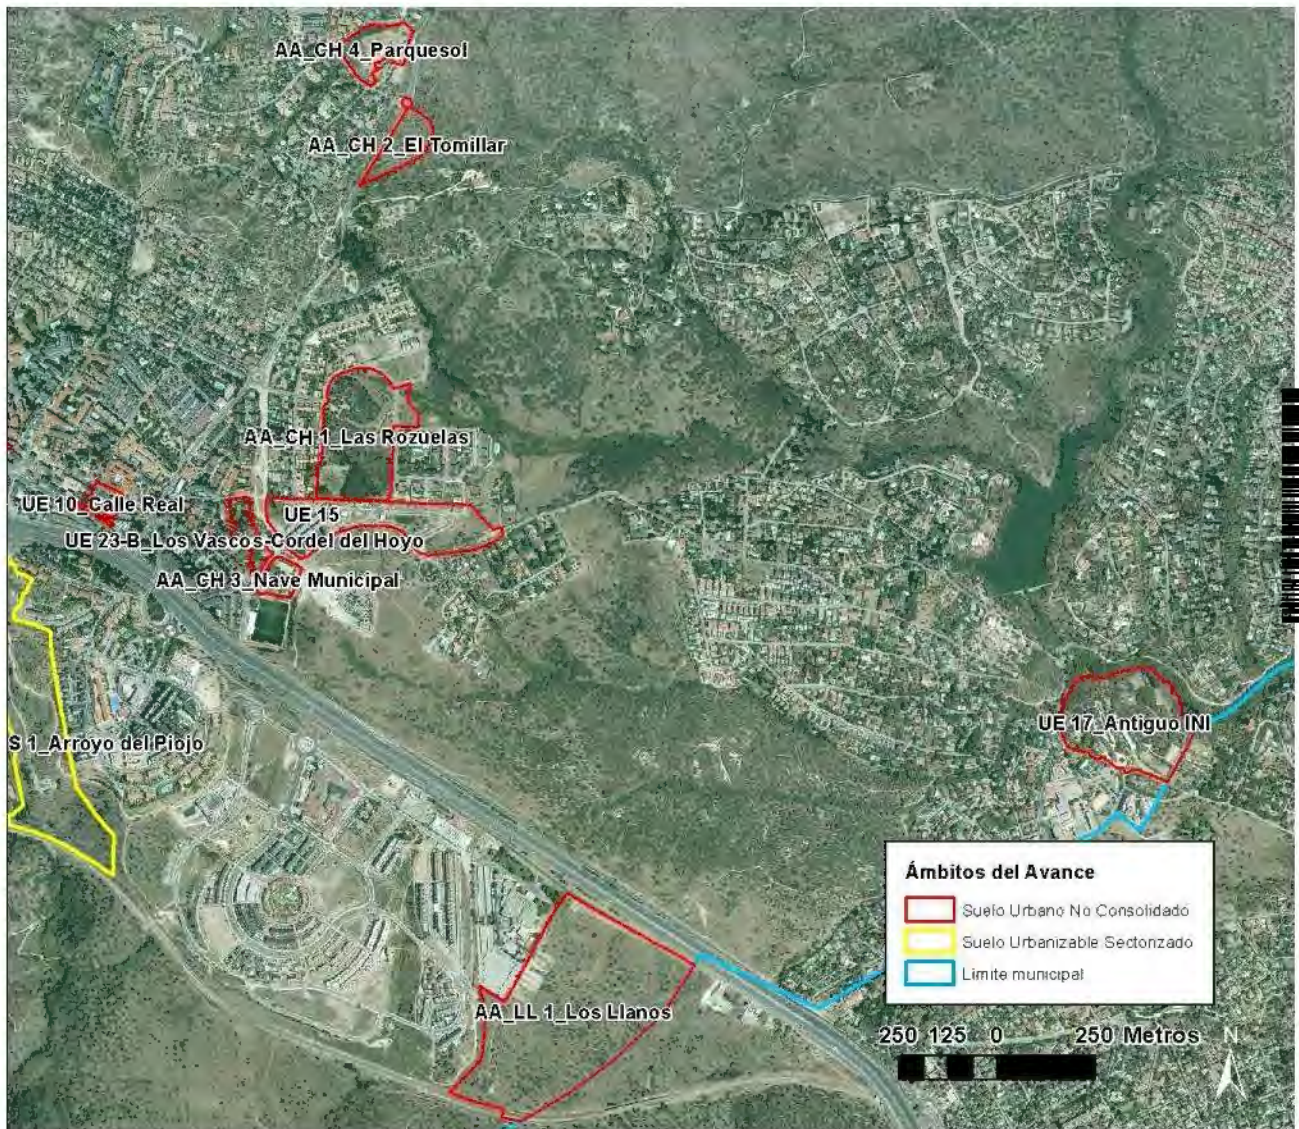 AA_CH 4_Parquesol
AA_CH 2_El Tomillar
AA_CH 1_Las Rozuelas
UE 10_Calle Real
UE 15
UE 23-B_Los Vascos-Cordel del Hoyo
AA_CH 3_Nave Municipal
UE 17_Antiguo INI
S 1_Arroyo del Piojo
AA_LL 1_Los Llanos
Ámbitos del Avance
Suelo Urbano No Consolidado
Suelo Urbanizable Sectorizado
Límite municipal
250 125 0 250 Metros
N